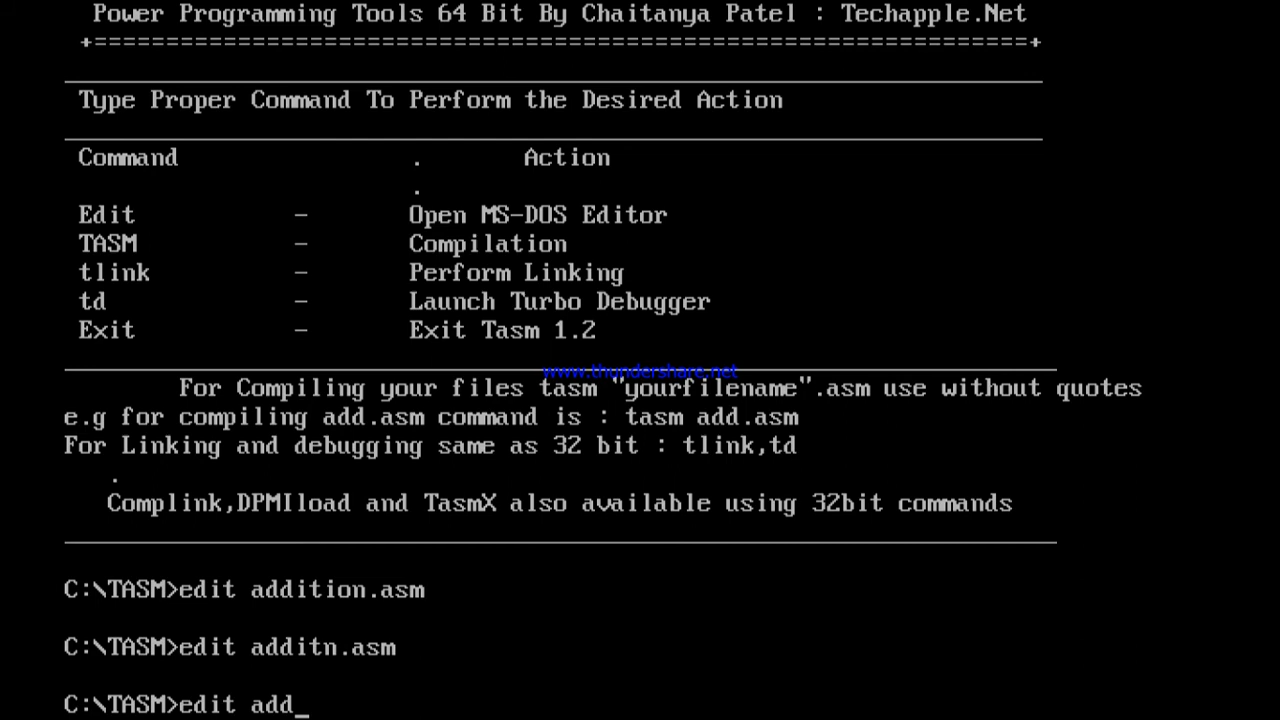 Power Programming Tools 64 Bit By Chaitanya Patel : Techapple.Net
+=================================================================+
Type Proper Command To Perform the Desired Action
Command . Action
.
Edit - Open MS-DOS Editor
TASM - Compilation
tlink - Perform Linking
td - Launch Turbo Debugger
Exit - Exit Tasm 1.2
www.thundershare.net
For Compiling your files tasm "yourfilename".asm use without quotes
e.g for compiling add.asm command is : tasm add.asm
For Linking and debugging same as 32 bit : tlink,td
.
Complink,DPMIload and TasmX also available using 32bit commands
C:\TASM>edit addition.asm
C:\TASM>edit additn.asm
C:\TASM>edit add_